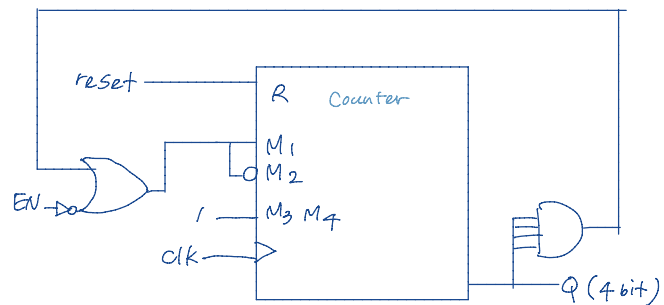 reset
R
Counter
M1
M2
EN
1
M3 M4
clk
Q (4 bit)